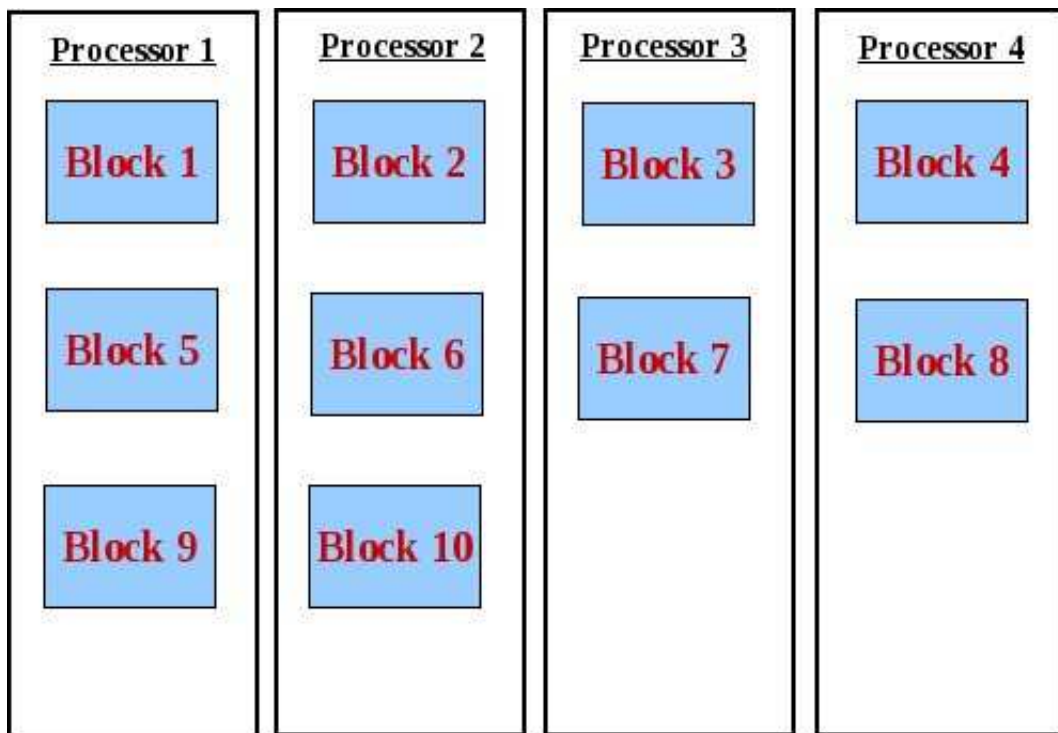 Processor 1
Processor 2
Processor 3
Processor 4
Block 1
Block 2
Block 3
Block 4
Block 5
Block 6
Block 7
Block 8
Block 9
Block 10